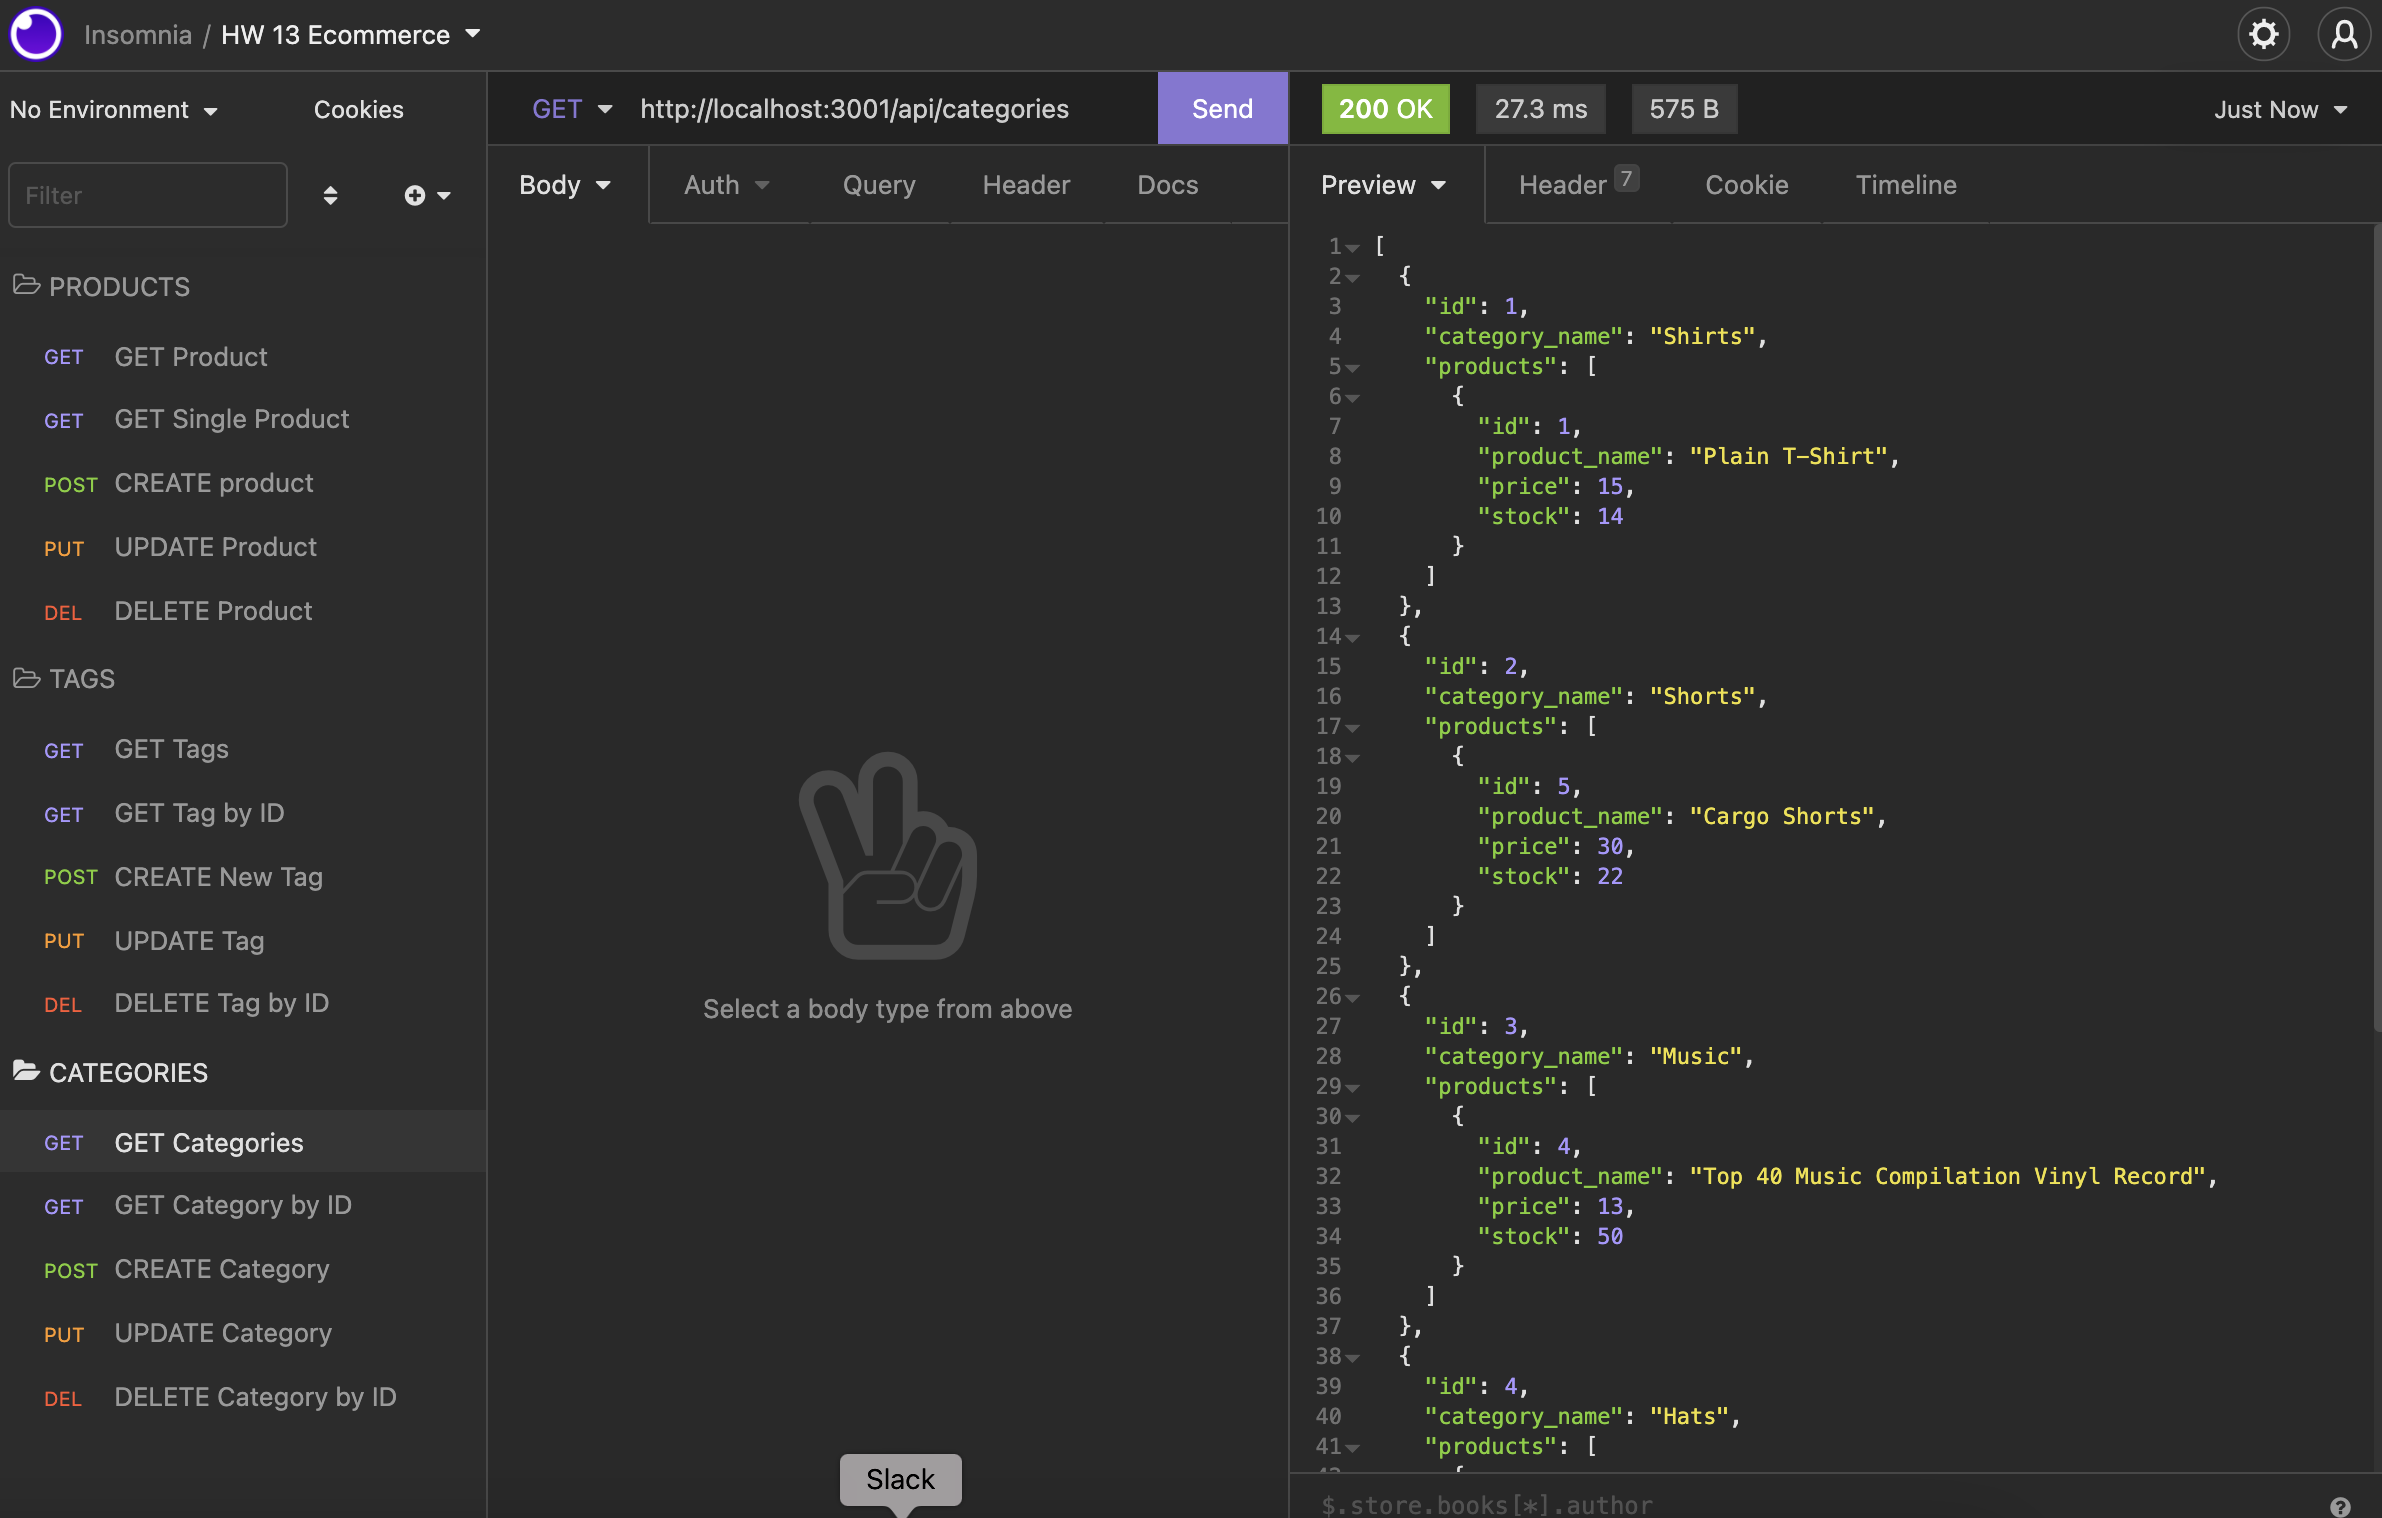 Insomnia / HW 13 Ecommerce
No Environment
Cookies
Filter
PRODUCTS
GET GET Product
GET GET Single Product
POST CREATE product
PUT UPDATE Product
DEL DELETE Product
TAGS
GET GET Tags
GET GET Tag by ID
POST CREATE New Tag
PUT UPDATE Tag
DEL DELETE Tag by ID
CATEGORIES
GET GET Categories
GET GET Category by ID
POST CREATE Category
PUT UPDATE Category
DEL DELETE Category by ID
GET http://localhost:3001/api/categories Send
Body Auth Query Header Docs
Select a body type from above
Slack
200 OK 27.3 ms 575 B Just Now
Preview Header 7 Cookie Timeline
1 [
2 {
3 "id": 1,
4 "category_name": "Shirts",
5 "products": [
6 {
7 "id": 1,
8 "product_name": "Plain T-Shirt",
9 "price": 15,
10 "stock": 14
11 }
12 ]
13 },
14 {
15 "id": 2,
16 "category_name": "Shorts",
17 "products": [
18 {
19 "id": 5,
20 "product_name": "Cargo Shorts",
21 "price": 30,
22 "stock": 22
23 }
24 ]
25 },
26 {
27 "id": 3,
28 "category_name": "Music",
29 "products": [
30 {
31 "id": 4,
32 "product_name": "Top 40 Music Compilation Vinyl Record",
33 "price": 13,
34 "stock": 50
35 }
36 ]
37 },
38 {
39 "id": 4,
40 "category_name": "Hats",
41 "products": [
$.store.books[*].author